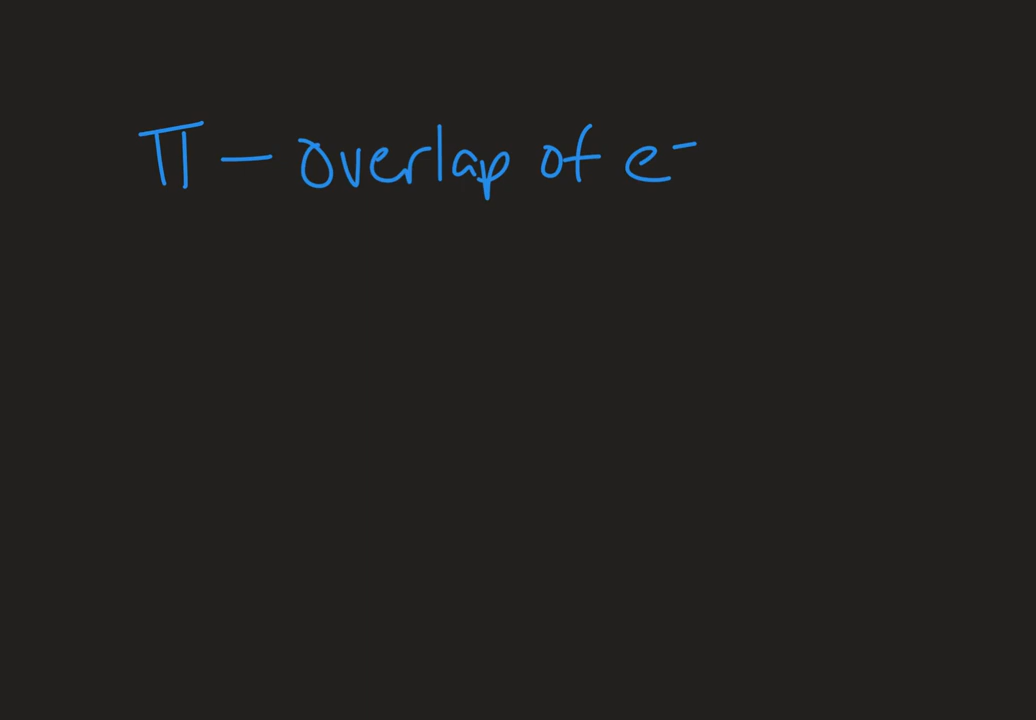 π — overlap of e⁻